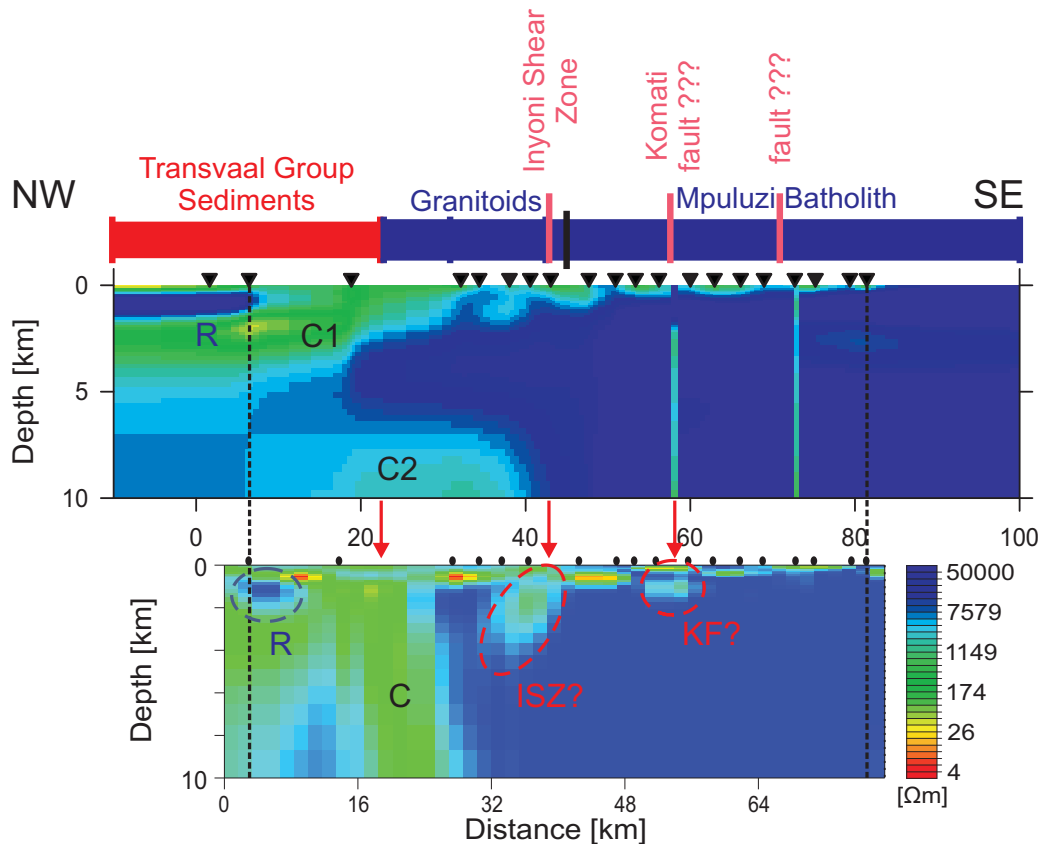 Inyoni Shear
Zone
Komati
fault ???
fault ???
Transvaal Group
Sediments
NW
Granitoids
Mpuluzi Batholith
SE
0
5
10
Depth [km]
R
C1
C2
0
20
40
60
80
100
0
10
Depth [km]
R
C
ISZ?
KF?
0
16
32
48
64
Distance [km]
50000
7579
1149
174
26
4
[Ωm]